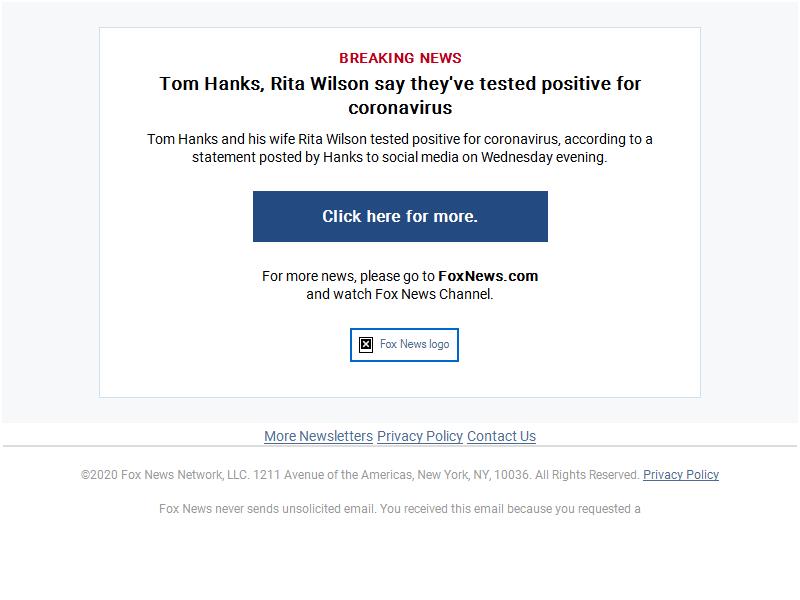 BREAKING NEWS
Tom Hanks, Rita Wilson say they've tested positive for
coronavirus
Tom Hanks and his wife Rita Wilson tested positive for coronavirus, according to a
statement posted by Hanks to social media on Wednesday evening.
Click here for more.
For more news, please go to FoxNews.com
and watch Fox News Channel.
Fox News logo
More Newsletters Privacy Policy Contact Us
©2020 Fox News Network, LLC. 1211 Avenue of the Americas, New York, NY, 10036. All Rights Reserved. Privacy Policy
Fox News never sends unsolicited email. You received this email because you requested a